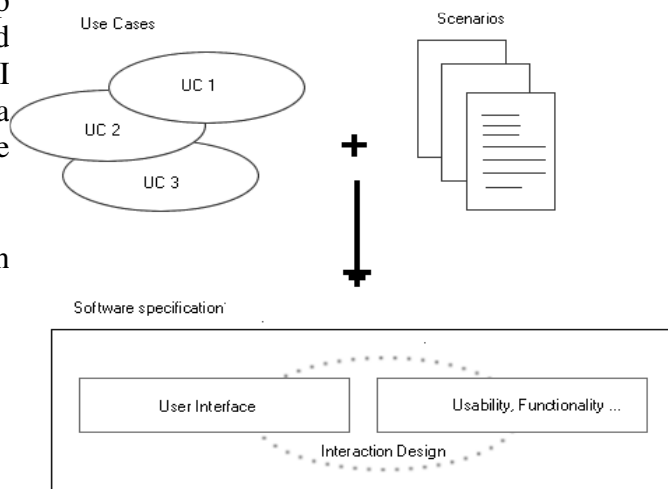 p
d
I
a
e
n
Use Cases
Scenarios
UC 1
UC 2
UC 3
+
Software specification
User Interface
Usability, Functionality ...
Interaction Design